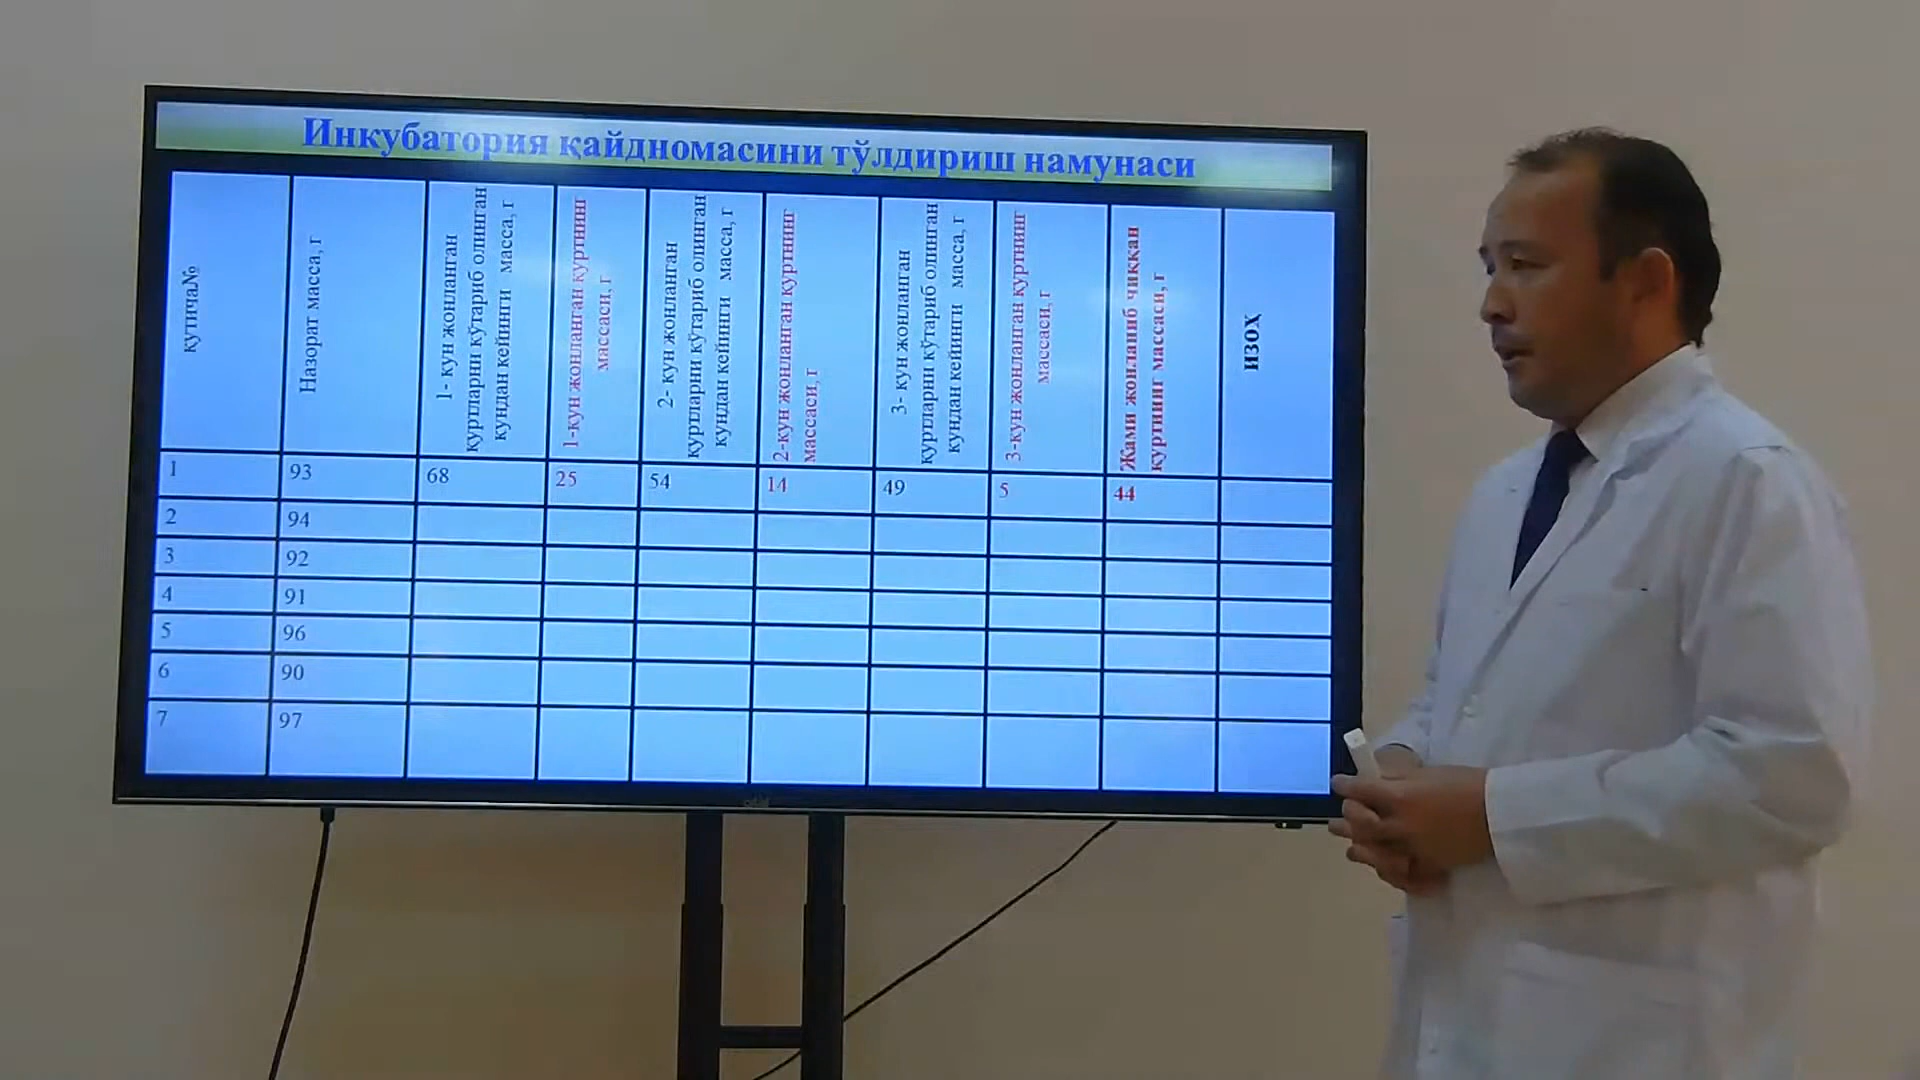 Инкубатория қайдномасини тўлдириш намунаси
қутича№
Назорат масса, г
1- кун жонланган
қуртларни кўтариб олинган
кундан кейинги масса, г
1-кун жонланган қуртнинг
массаси, г
2- кун жонланган
қуртларни кўтариб олинган
кундан кейинги масса, г
2-кун жонланган қуртнинг
массаси, г
3- кун жонланган
қуртларни кўтариб олинган
кундан кейинги масса, г
3-кун жонланган қуртнинг
массаси, г
Жами жонланиб чиққан
қуртнинг массаси, г
изоҳ
1 93 68 25 54 14 49 5 44
2 94
3 92
4 91
5 96
6 90
7 97